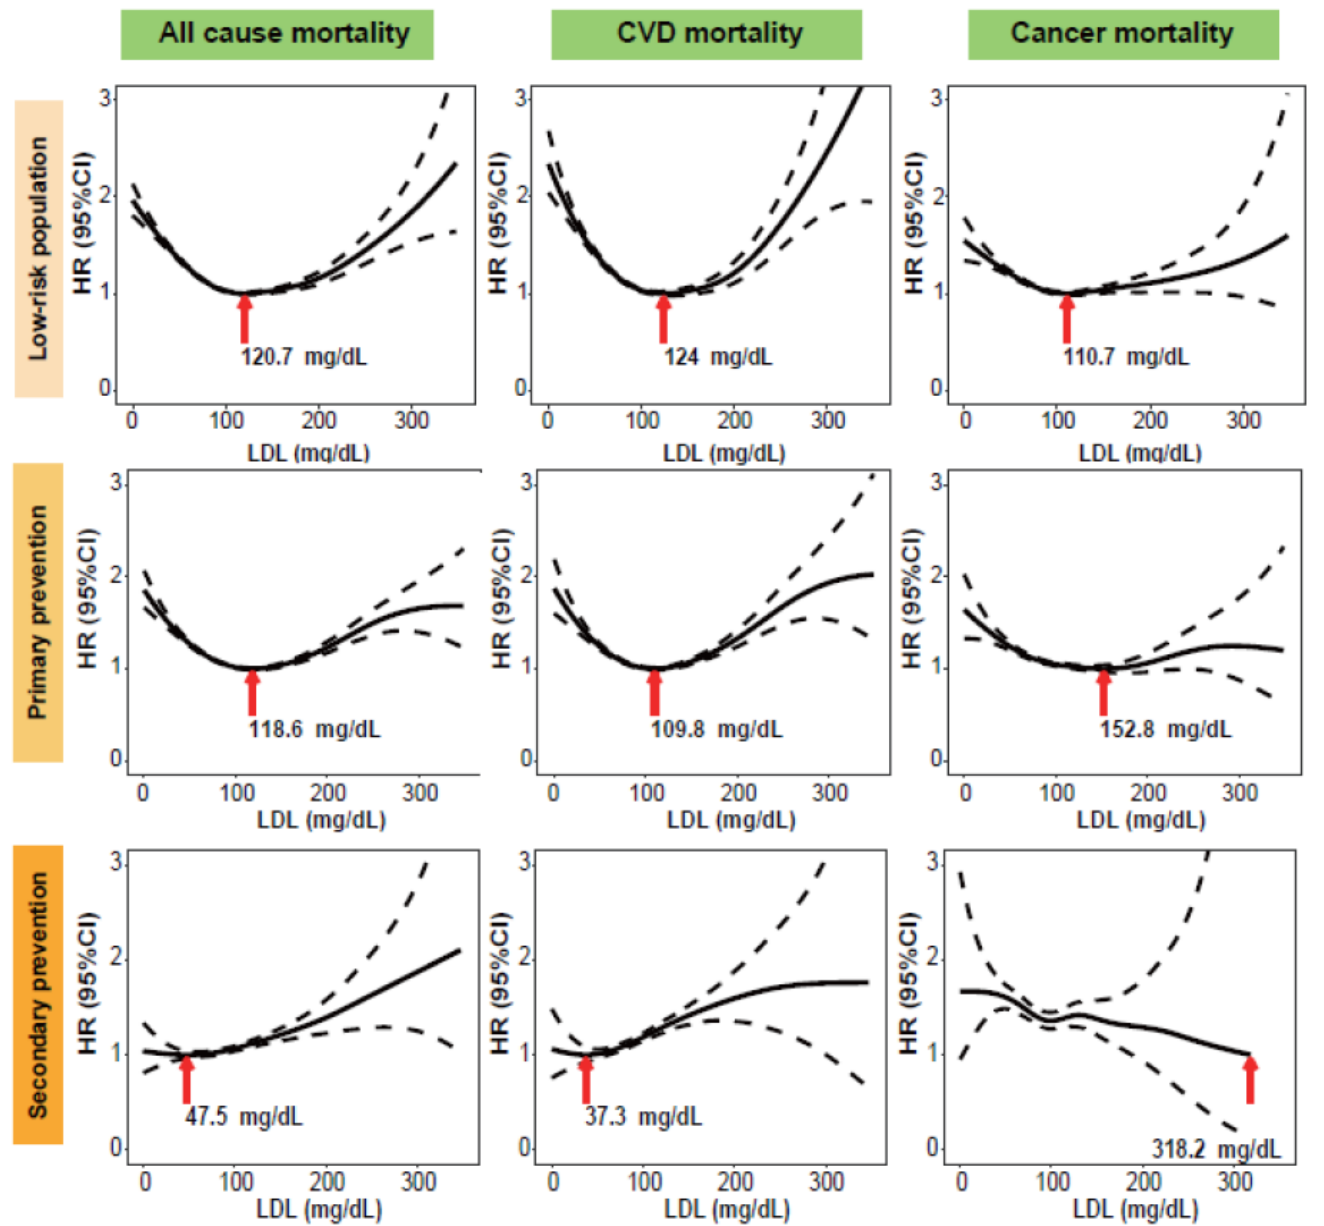 All cause mortality
CVD mortality
Cancer mortality
Low-risk population
HR (95%CI)
3
2
1
0
120.7 mg/dL
0 100 200 300
LDL (mg/dL)
HR (95%CI)
3
2
1
0
124 mg/dL
0 100 200 300
LDL (mg/dL)
HR (95%CI)
3
2
1
0
110.7 mg/dL
0 100 200 300
LDL (mg/dL)
Primary prevention
HR (95%CI)
3
2
1
0
118.6 mg/dL
0 100 200 300
LDL (mg/dL)
HR (95%CI)
3
2
1
0
109.8 mg/dL
0 100 200 300
LDL (mg/dL)
HR (95%CI)
3
2
1
0
152.8 mg/dL
0 100 200 300
LDL (mg/dL)
Secondary prevention
HR (95%CI)
3
2
1
0
47.5 mg/dL
0 100 200 300
LDL (mg/dL)
HR (95%CI)
3
2
1
0
37.3 mg/dL
0 100 200 300
LDL (mg/dL)
HR (95%CI)
3
2
1
0
318.2 mg/dL
0 100 200 300
LDL (mg/dL)